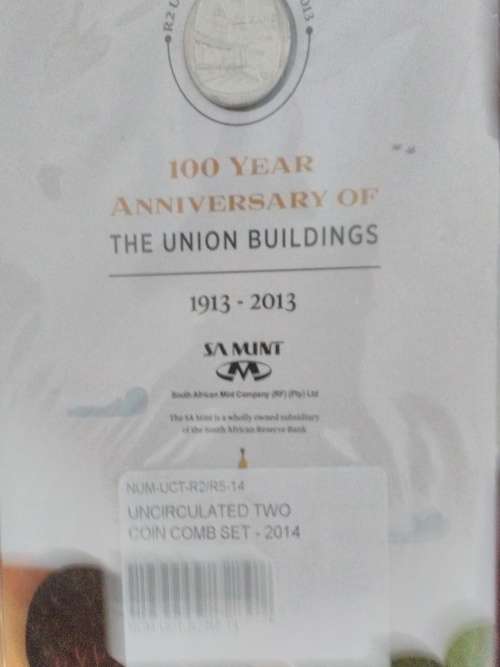 R2 U
2013
100 YEAR
ANNIVERSARY OF
THE UNION BUILDINGS
1913 - 2013
SA MINT
South African Mint Company (RF) (Pty) Ltd
The SA Mint is a wholly owned subsidiary
of the South African Reserve Bank
NUM-UCT-R2/R5-14
UNCIRCULATED TWO
COIN COMB SET - 2014